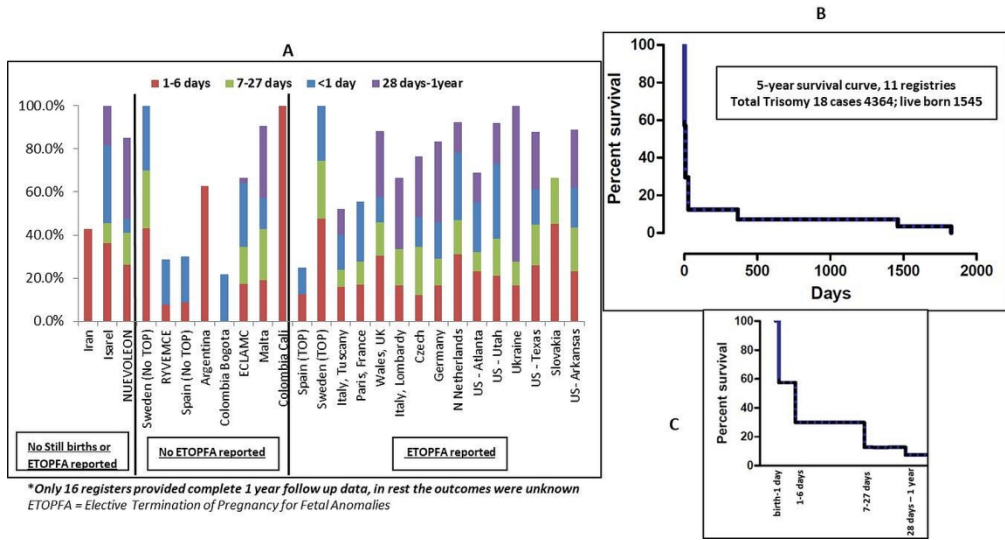 A
1-6 days 7-27 days <1 day 28 days-1year
100.0%
80.0%
60.0%
40.0%
20.0%
0.0%
Iran
Isarel
NUEVOLEON
Sweden (No TOP)
RYVEMCE
Spain (No TOP)
Argentina
Colombia Bogota
ECLAMC
Malta
Colombia Cali
Spain (TOP)
Sweden (TOP)
Italy, Tuscany
Paris, France
Wales, UK
Italy, Lombardy
Czech
Germany
N Netherlands
US - Atlanta
US - Utah
Ukraine
US - Texas
Slovakia
US- Arkansas
No Still births or
ETOPFA reported
No ETOPFA reported
ETOPFA reported
*Only 16 registers provided complete 1 year follow up data, in rest the outcomes were unknown
ETOPFA = Elective Termination of Pregnancy for Fetal Anomalies
B
Percent survival
100
80
60
40
20
0
5-year survival curve, 11 registries
Total Trisomy 18 cases 4364; live born 1545
0 500 1000 1500 2000
Days
C
Percent survival
100
80
60
40
20
0
birth-1 day
1-6 days
7-27 days
28 days – 1 year